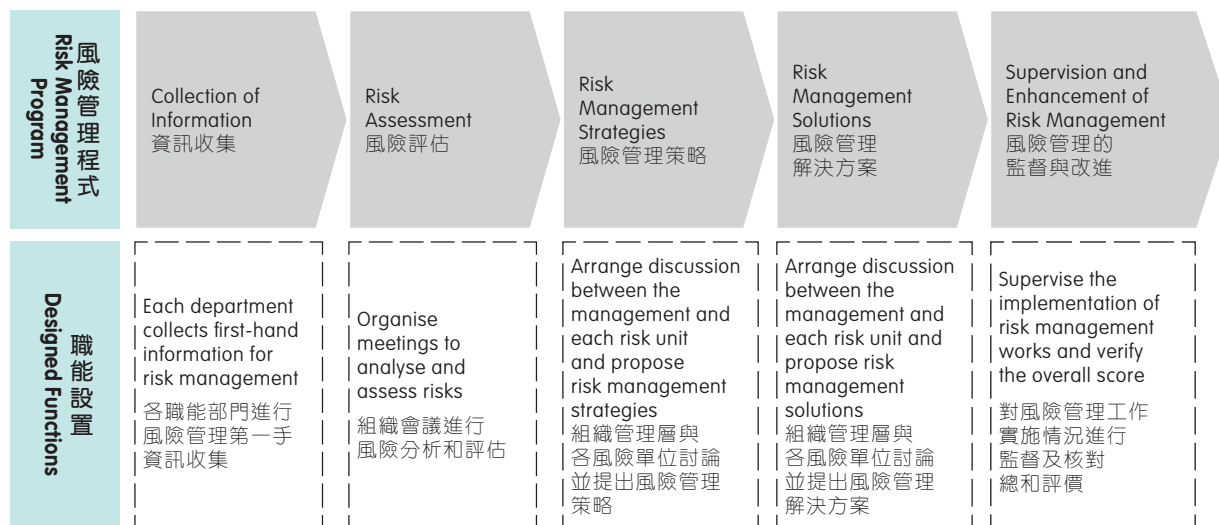 風險管理程式
Risk Management
Program
Collection of
Information
資訊收集
Risk
Assessment
風險評估
Risk
Management
Strategies
風險管理策略
Risk
Management
Solutions
風險管理
解決方案
Supervision and
Enhancement of
Risk Management
風險管理的
監督與改進
職能設置
Designed Functions
Each department
collects first-hand
information for
risk management
各職能部門進行
風險管理第一手
資訊收集
Organise
meetings to
analyse and
assess risks
組織會議進行
風險分析和評估
Arrange discussion
between the
management and
each risk unit
and propose
risk management
strategies
組織管理層與
各風險單位討論
並提出風險管理
策略
Arrange discussion
between the
management and
each risk unit and
propose risk
management
solutions
組織管理層與
各風險單位討論
並提出風險管理
解決方案
Supervise the
implementation of
risk management
works and verify
the overall score
對風險管理工作
實施情況進行
監督及核對
總和評價